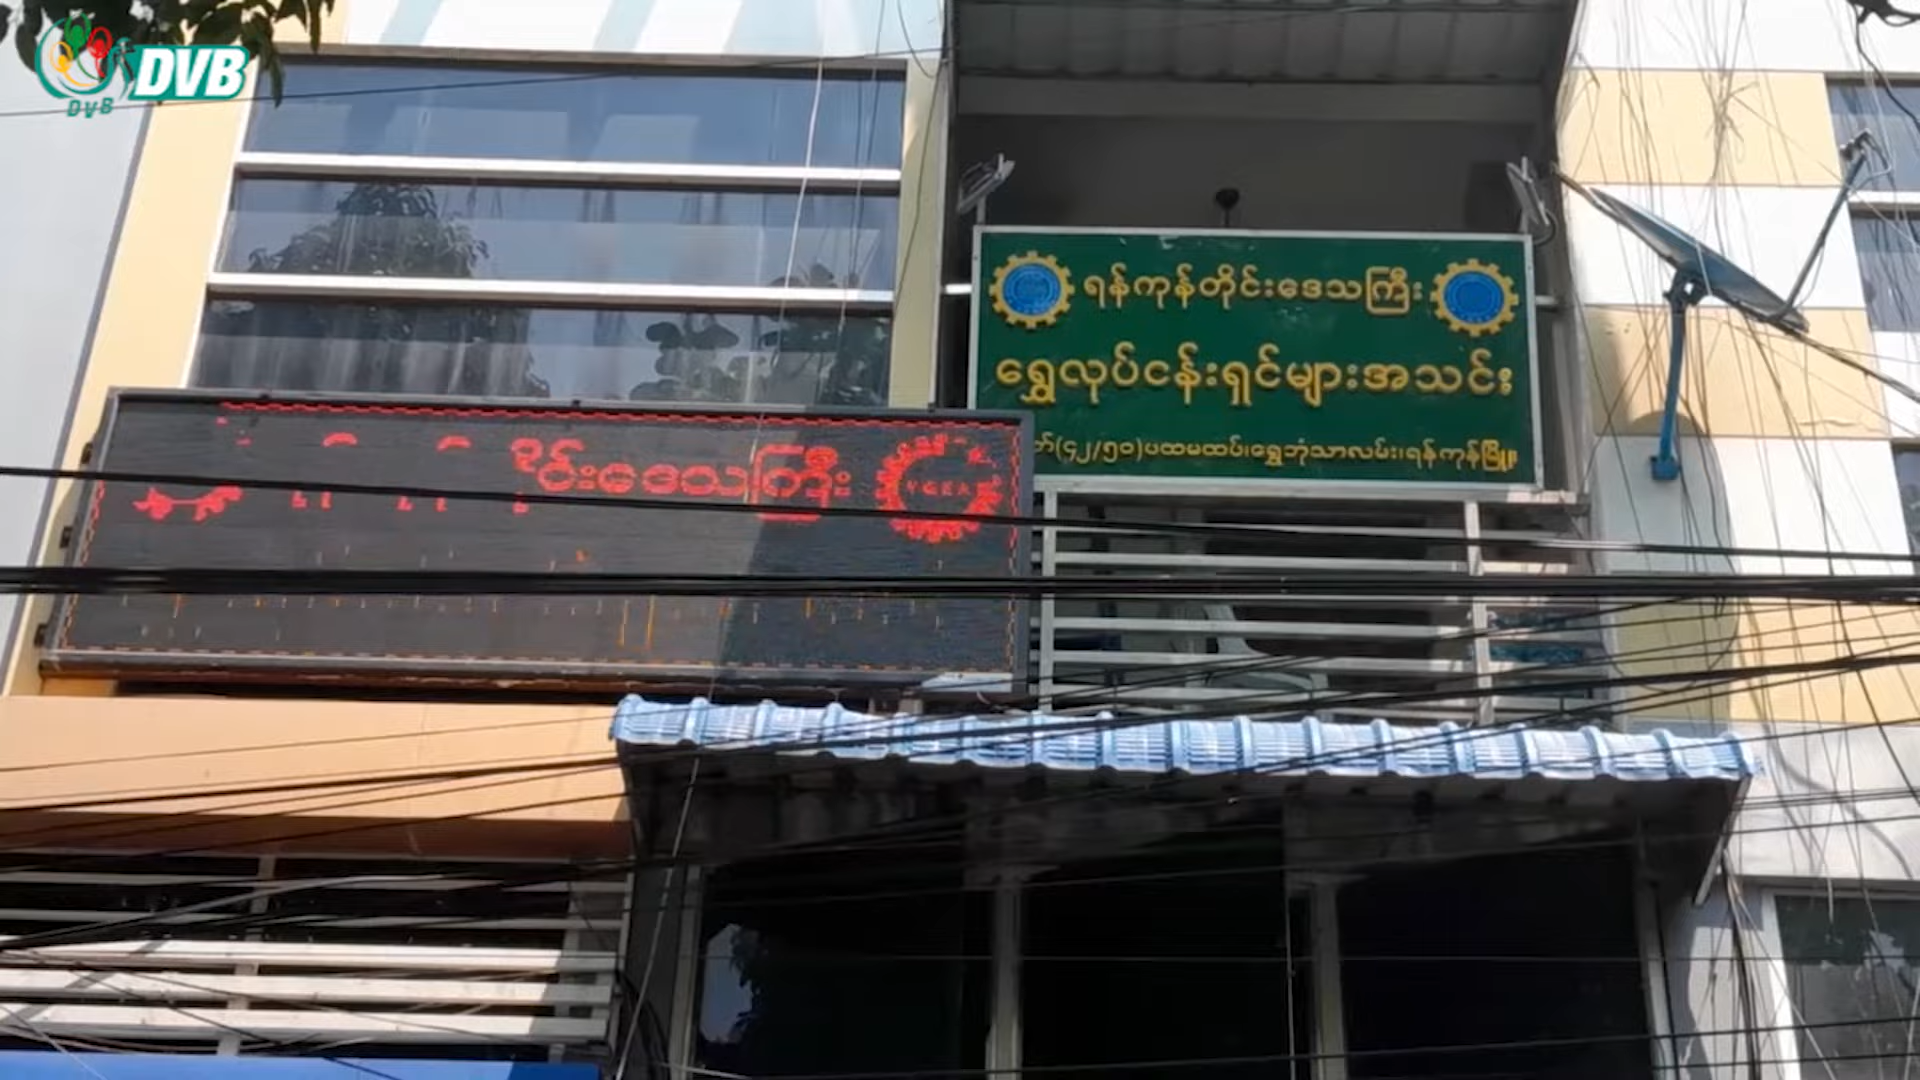 DVB
DVB
ရန်ကုန်တိုင်းဒေသကြီး
ရွှေလုပ်ငန်းရှင်များအသင်း
(၄၂/၅၀)ပထမထပ်၊ရွှေဘုံသာလမ်း၊ရန်ကုန်မြို့။
ဒေသကြီး
YGEA